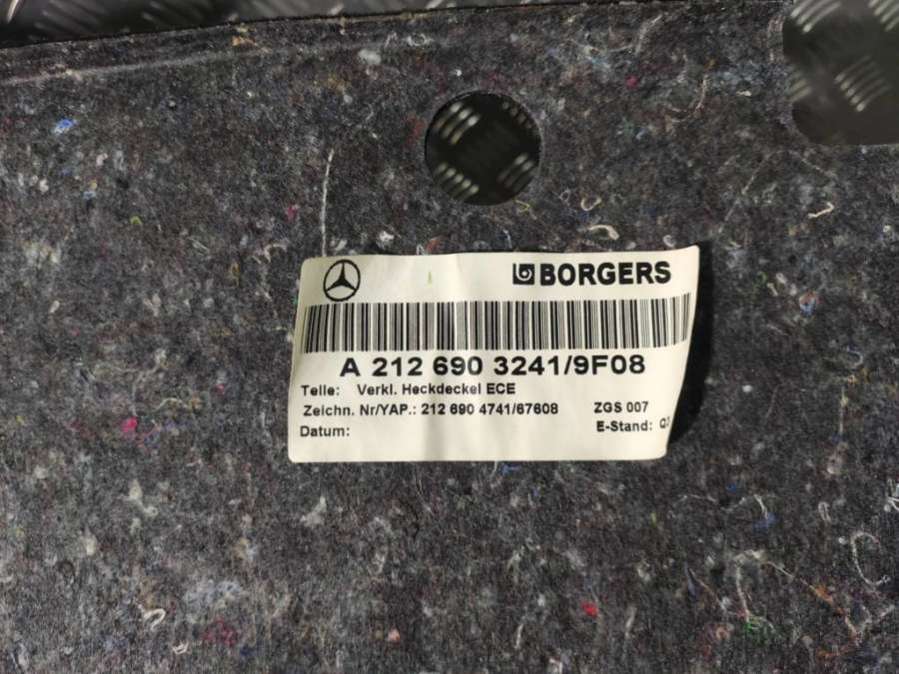 BORGERS
A 212 690 3241/9F08
Teile: Verkl. Heckdeckel ECE
Zeichn. Nr/YAP.: 212 690 4741/67608 ZGS 007
Datum: E-Stand: